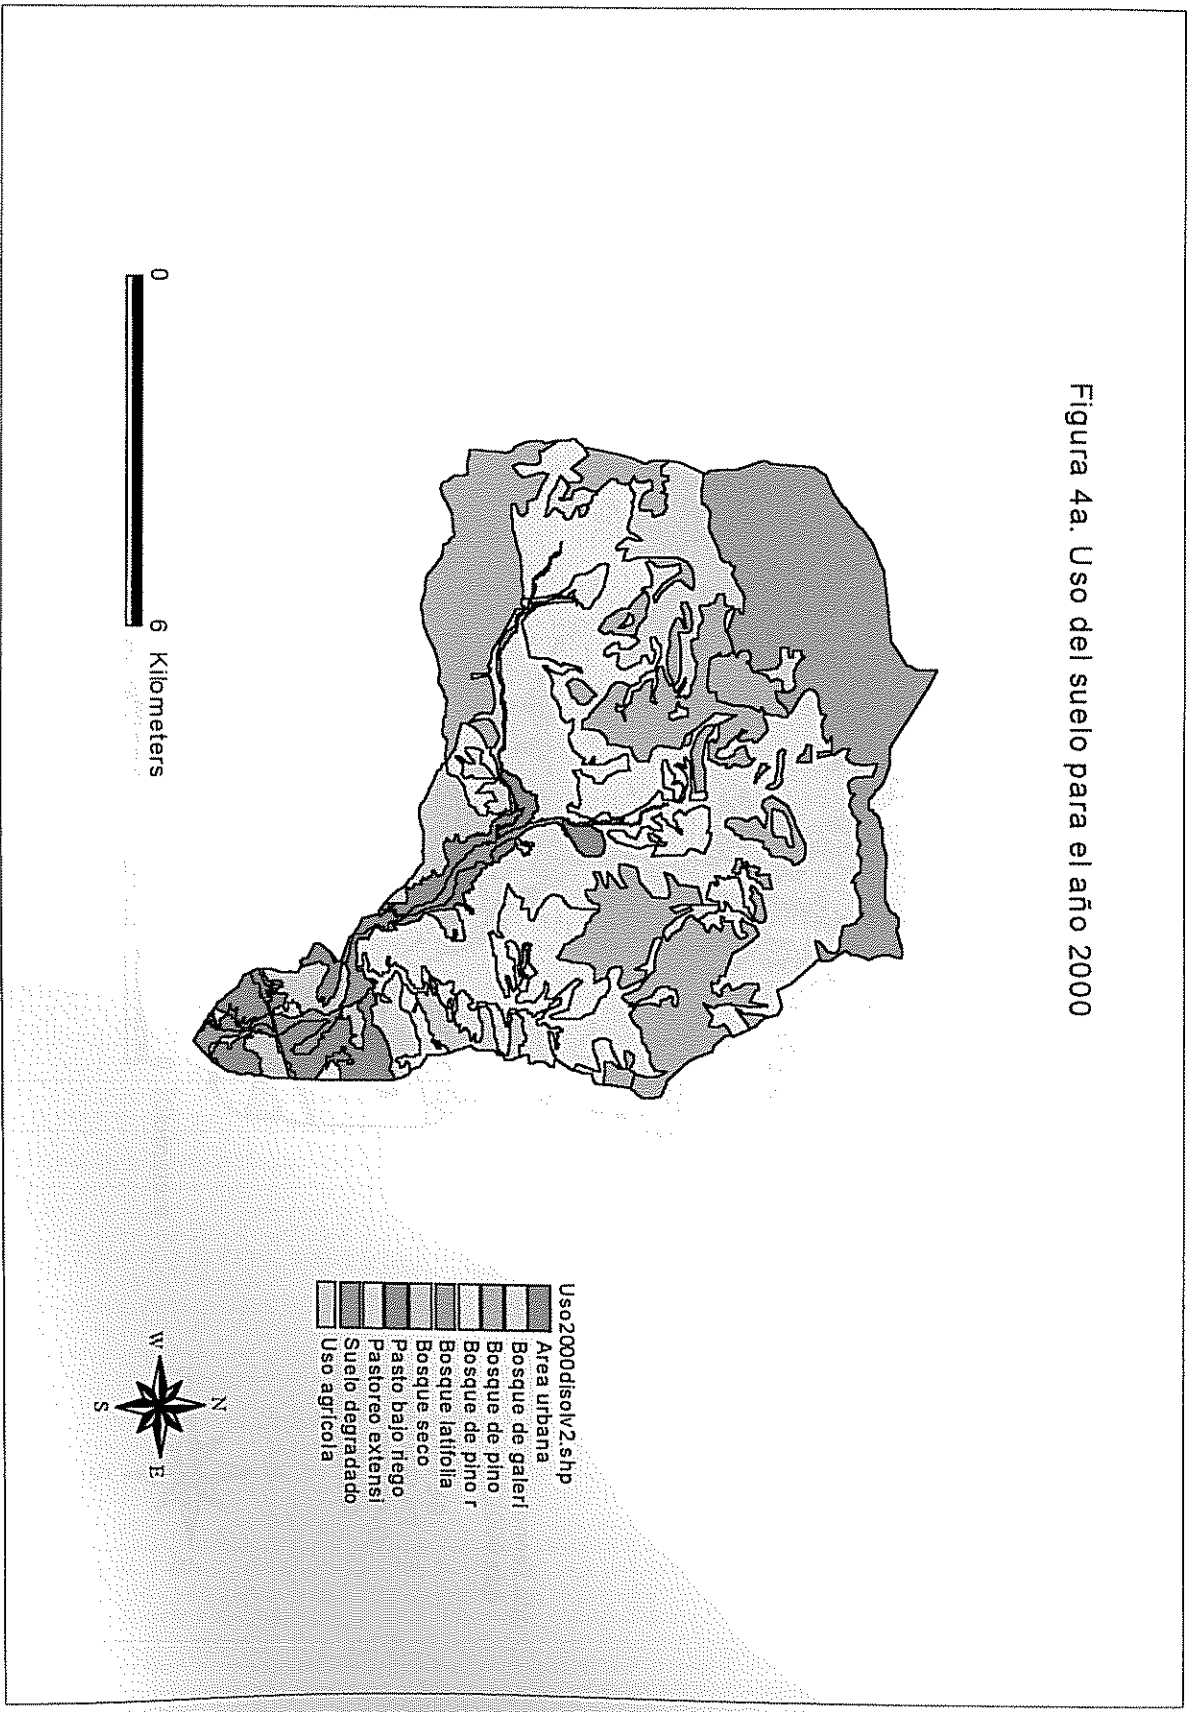 Figura 4a. Uso del suelo para el año 2000
Uso2000disolv2.shp
Area urbana
Bosque de galeri
Bosque de pino
Bosque de pino r
Bosque latifolia
Bosque seco
Pasto bajo riego
Pastoreo extensi
Suelo degradado
Uso agrícola
0
6 Kilometers
N
W
E
S